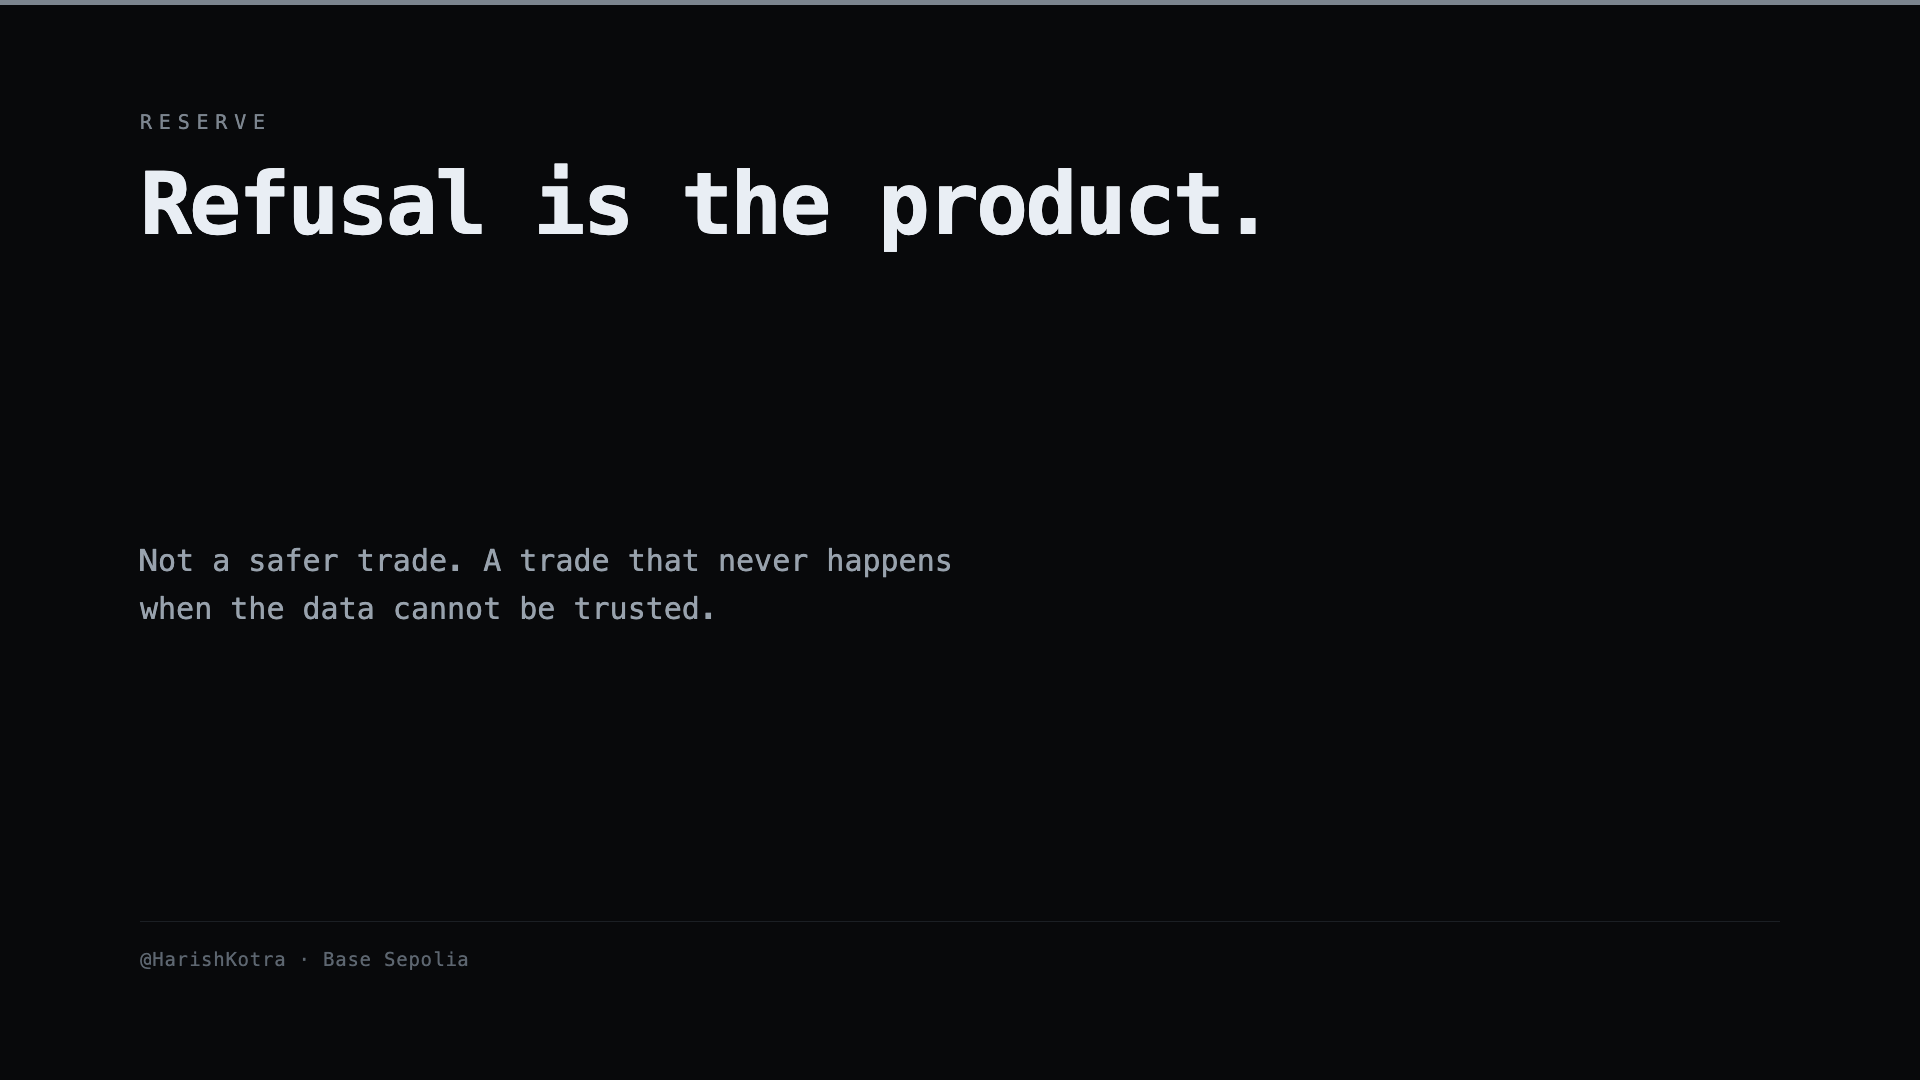 RESERVE
Refusal is the product.
Not a safer trade. A trade that never happens
when the data cannot be trusted.
@HarishKotra · Base Sepolia